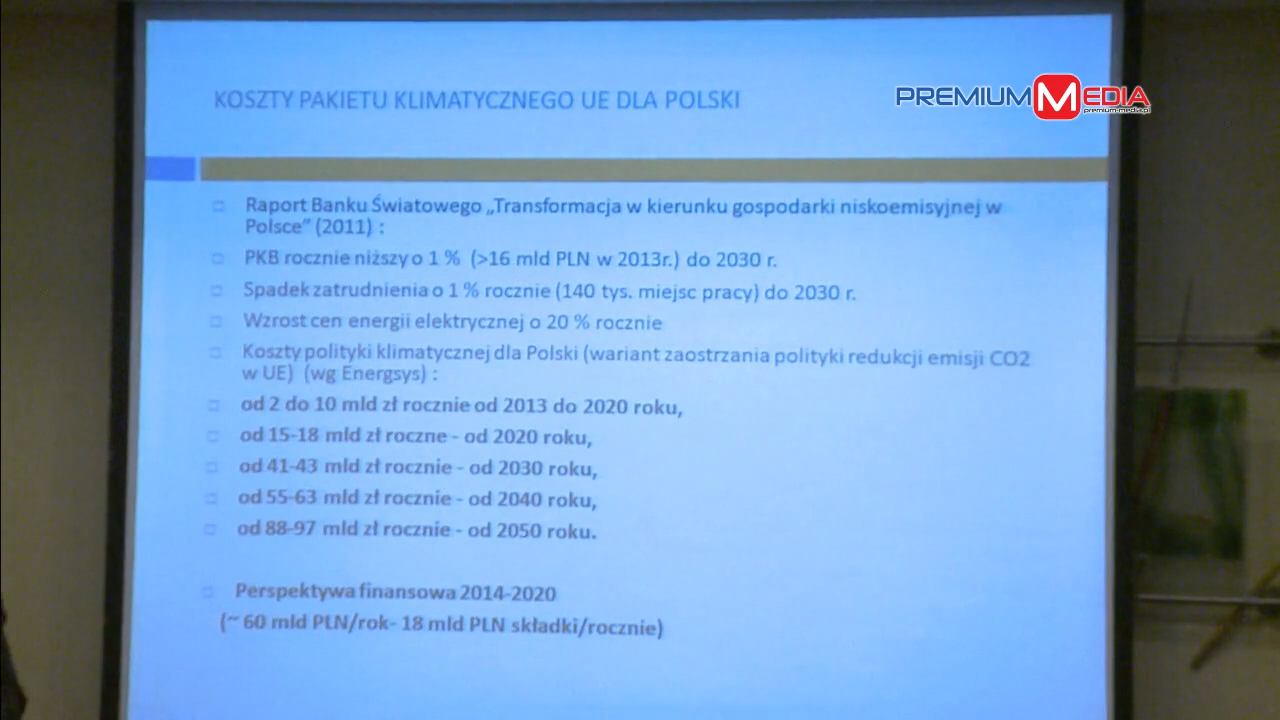 KOSZTY PAKIETU KLIMATYCZNEGO UE DLA POLSKI
PREMIUM MEDIA
premium-media.pl
Raport Banku Światowego „Transformacja w kierunku gospodarki niskoemisyjnej w
Polsce” (2011) :
PKB rocznie niższy o 1 % (>16 mld PLN w 2013r.) do 2030 r.
Spadek zatrudnienia o 1 % rocznie (140 tys. miejsc pracy) do 2030 r.
Wzrost cen energii elektrycznej o 20 % rocznie
Koszty polityki klimatycznej dla Polski (wariant zaostrzania polityki redukcji emisji CO2
w UE) (wg Energsys) :
od 2 do 10 mld zł rocznie od 2013 do 2020 roku,
od 15-18 mld zł roczne - od 2020 roku,
od 41-43 mld zł rocznie - od 2030 roku,
od 55-63 mld zł rocznie - od 2040 roku,
od 88-97 mld zł rocznie - od 2050 roku.
Perspektywa finansowa 2014-2020
(~ 60 mld PLN/rok- 18 mld PLN składki/rocznie)